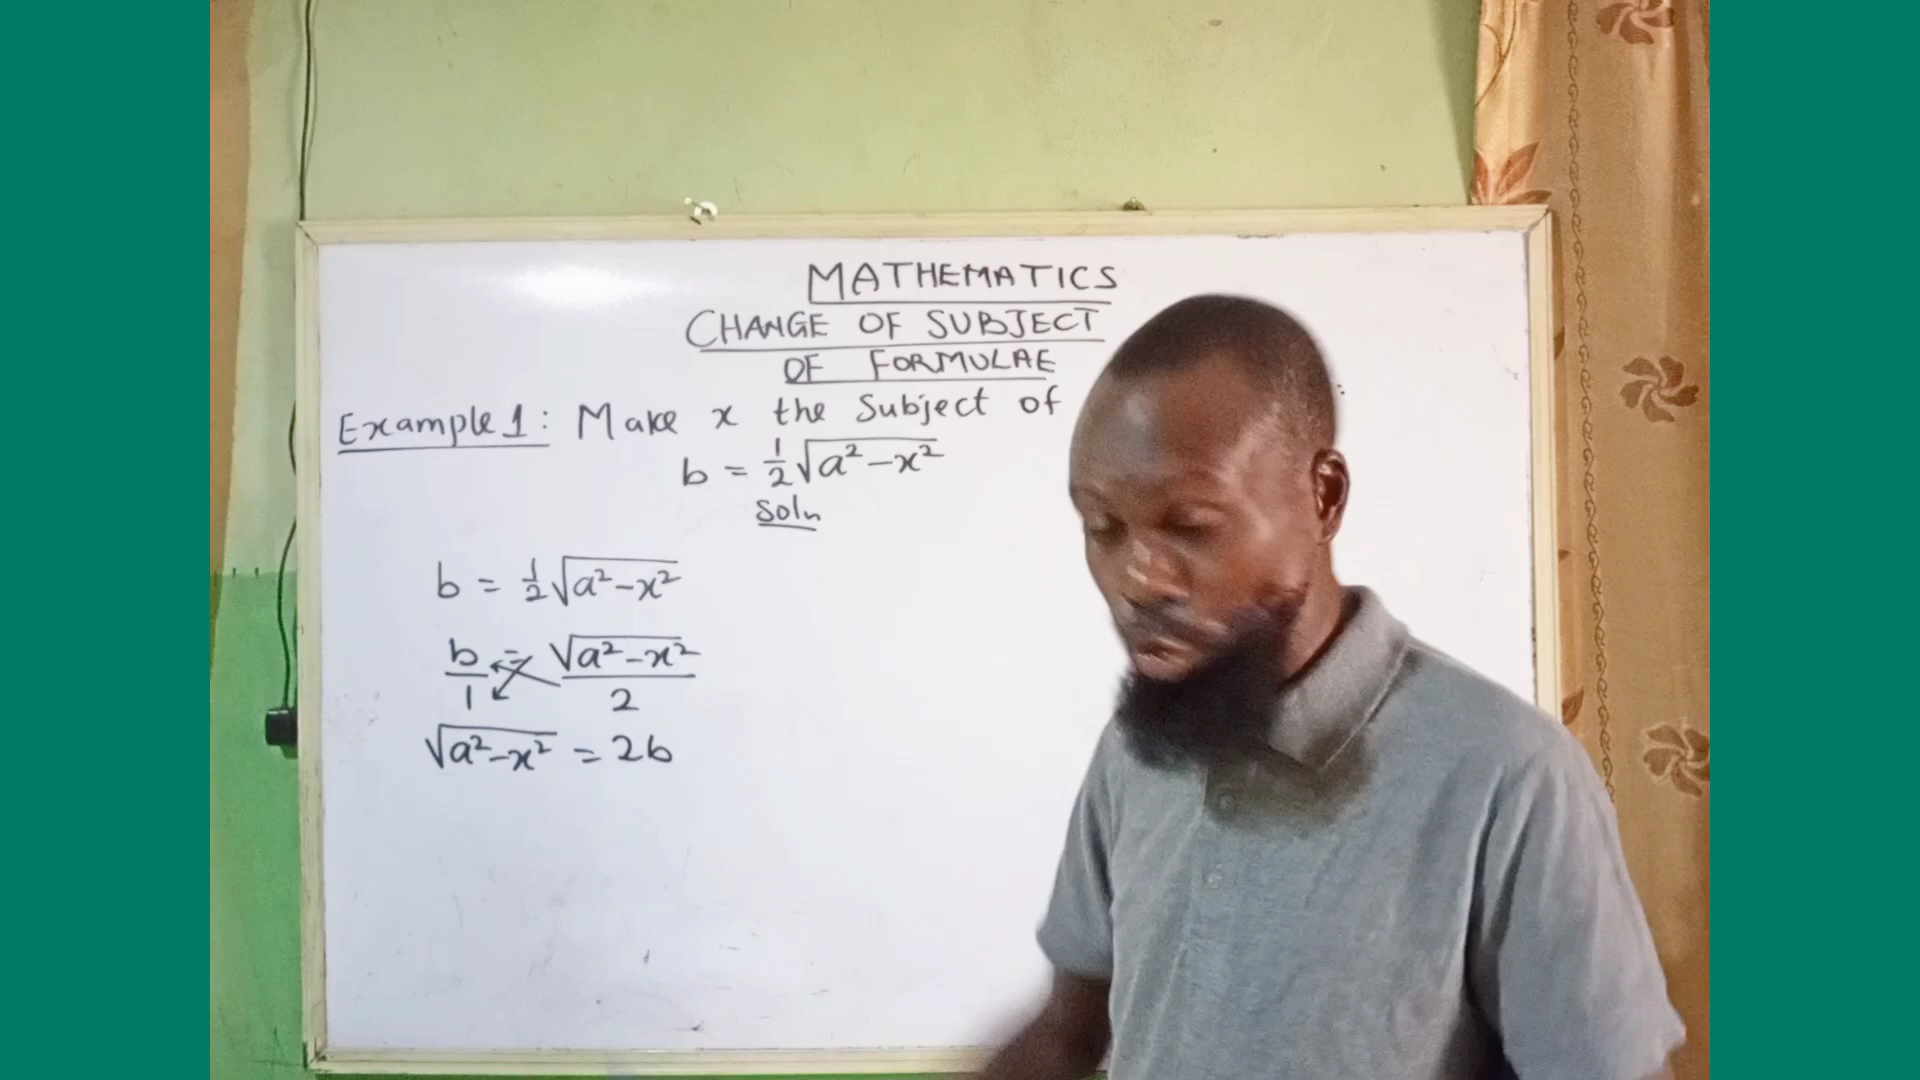 MATHEMATICS
CHANGE OF SUBJECT
OF FORMULAE
Example 1: Make x the subject of
b = 1/2 √(a² - x²)
soln
b = 1/2 √(a² - x²)
b/1 = √(a² - x²)/2
√(a² - x²) = 2b